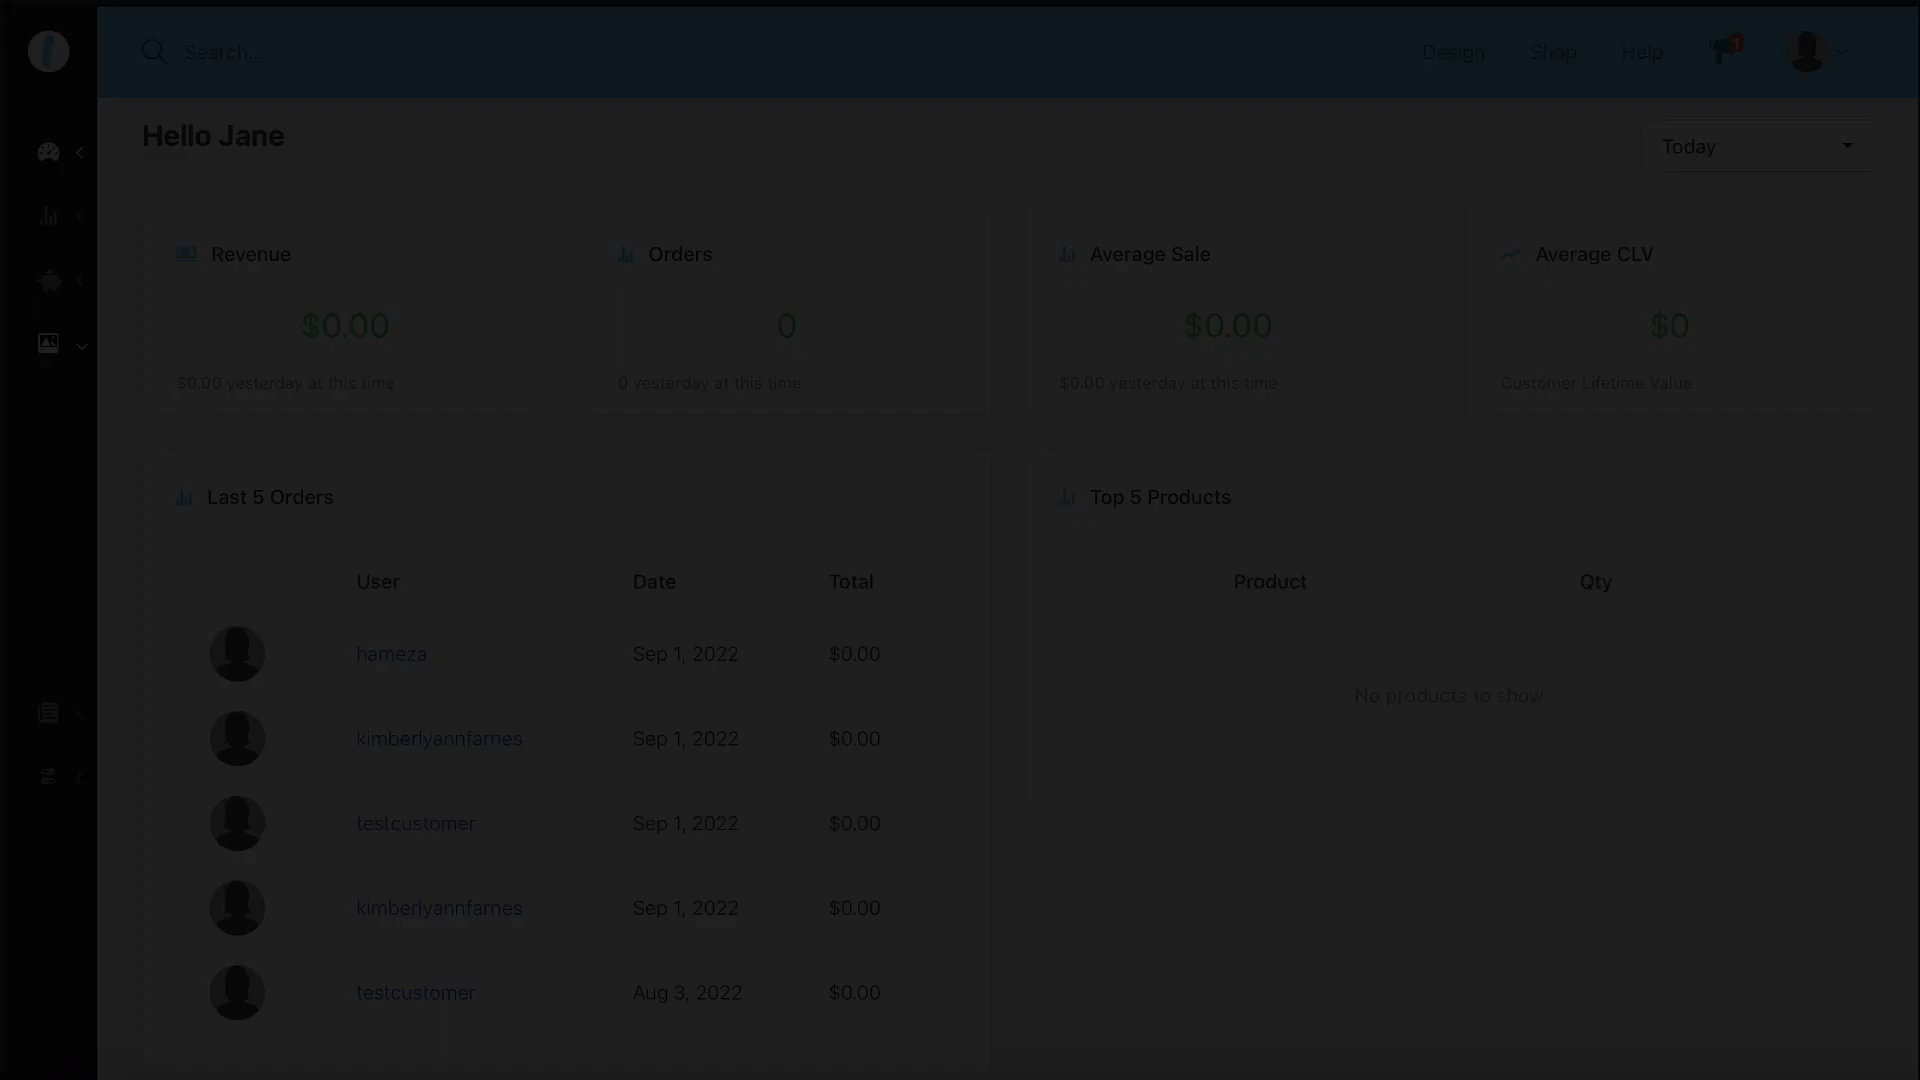 t
Search...
Design Shop Help 1
Hello Jane
Today
Revenue
$0.00
$0.00 yesterday at this time
Orders
0
0 yesterday at this time
Average Sale
$0.00
$0.00 yesterday at this time
Average CLV
$0
Customer Lifetime Value
Last 5 Orders
User Date Total
hameza Sep 1, 2022 $0.00
kimberlyannfarnes Sep 1, 2022 $0.00
testcustomer Sep 1, 2022 $0.00
kimberlyannfarnes Sep 1, 2022 $0.00
testcustomer Aug 3, 2022 $0.00
Top 5 Products
Product Qty
No products to show